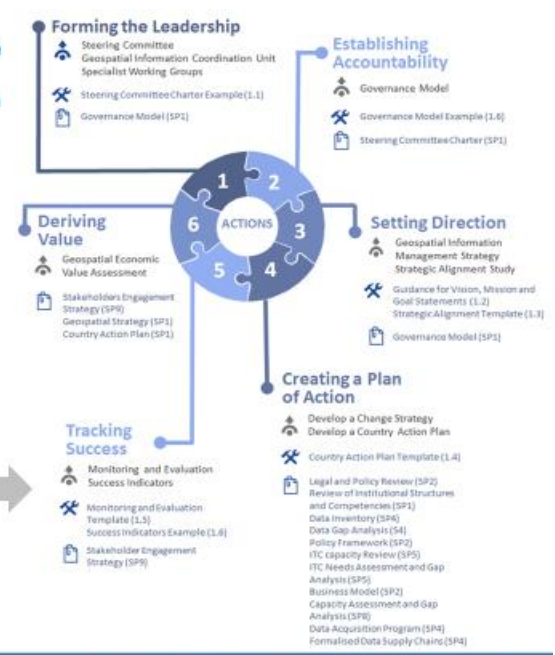 Forming the Leadership
Steering Committee
Geospatial Information Coordination Unit
Specialist Working Groups
Steering Committee Charter Example (1.1)
Governance Model (SP1)
Establishing
Accountability
Governance Model
Governance Model Example (1.6)
Steering Committee Charter (SP1)
1
2
3
4
5
6
ACTIONS
Setting Direction
Geospatial Information
Management Strategy
Strategic Alignment Study
Guidance for Vision, Mission and
Goal Statements (1.2)
Strategic Alignment Template (1.3)
Governance Model (SP1)
Deriving
Value
Geospatial Economic
Value Assessment
Stakeholders Engagement
Strategy (SP9)
Geospatial Strategy (SP1)
Country Action Plan (SP1)
Creating a Plan
of Action
Develop a Change Strategy
Develop a Country Action Plan
Country Action Plan Template (1.4)
Legal and Policy Review (SP2)
Review of Institutional Structures
and Competencies (SP1)
Data Inventory (SP4)
Data Gap Analysis (S4)
Policy Framework (SP2)
ITC capacity Review (SP5)
ITC Needs Assessment and Gap
Analysis (SP5)
Business Model (SP2)
Capacity Assessment and Gap
Analysis (SP8)
Data Acquisition Program (SP4)
Formalised Data Supply Chains (SP4)
Tracking
Success
Monitoring and Evaluation
Success Indicators
Monitoring and Evaluation
Template (1.5)
Success Indicators Example (1.6)
Stakeholder Engagement
Strategy (SP9)